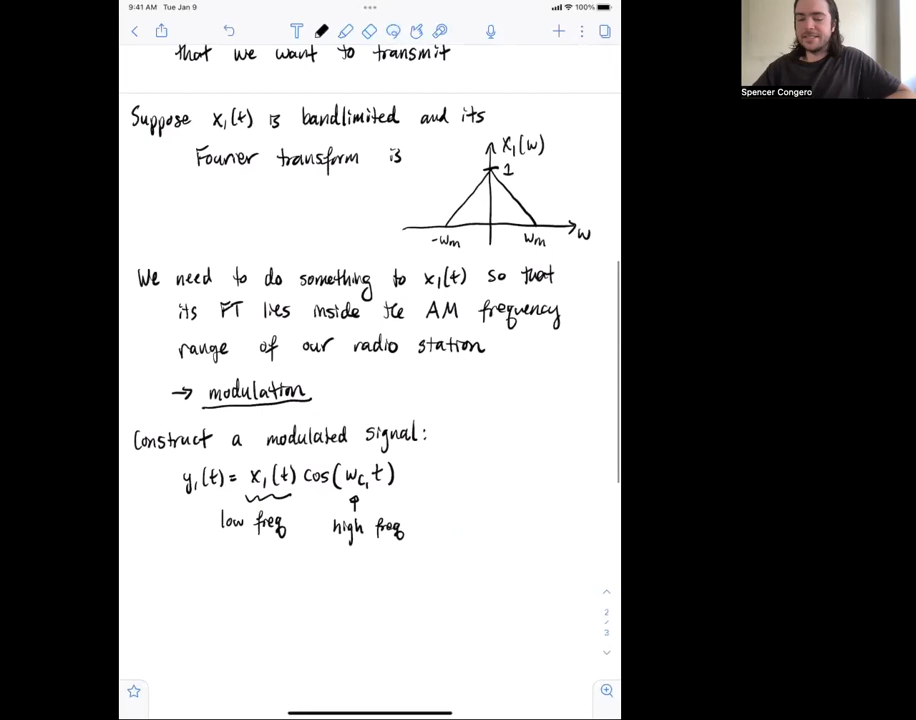 9:41 AM Tue Jan 9
100%
that we want to transmit
Suppose x₁(t) is bandlimited and its
Fourier transform is
X₁(w)
1
-wm
wm
w
We need to do something to x₁(t) so that
its FT lies inside the AM frequency
range of our radio station
→ modulation
Construct a modulated signal:
y₁(t) = x₁(t) cos(wc₁t)
low freq
high freq
2
3
Spencer Congero